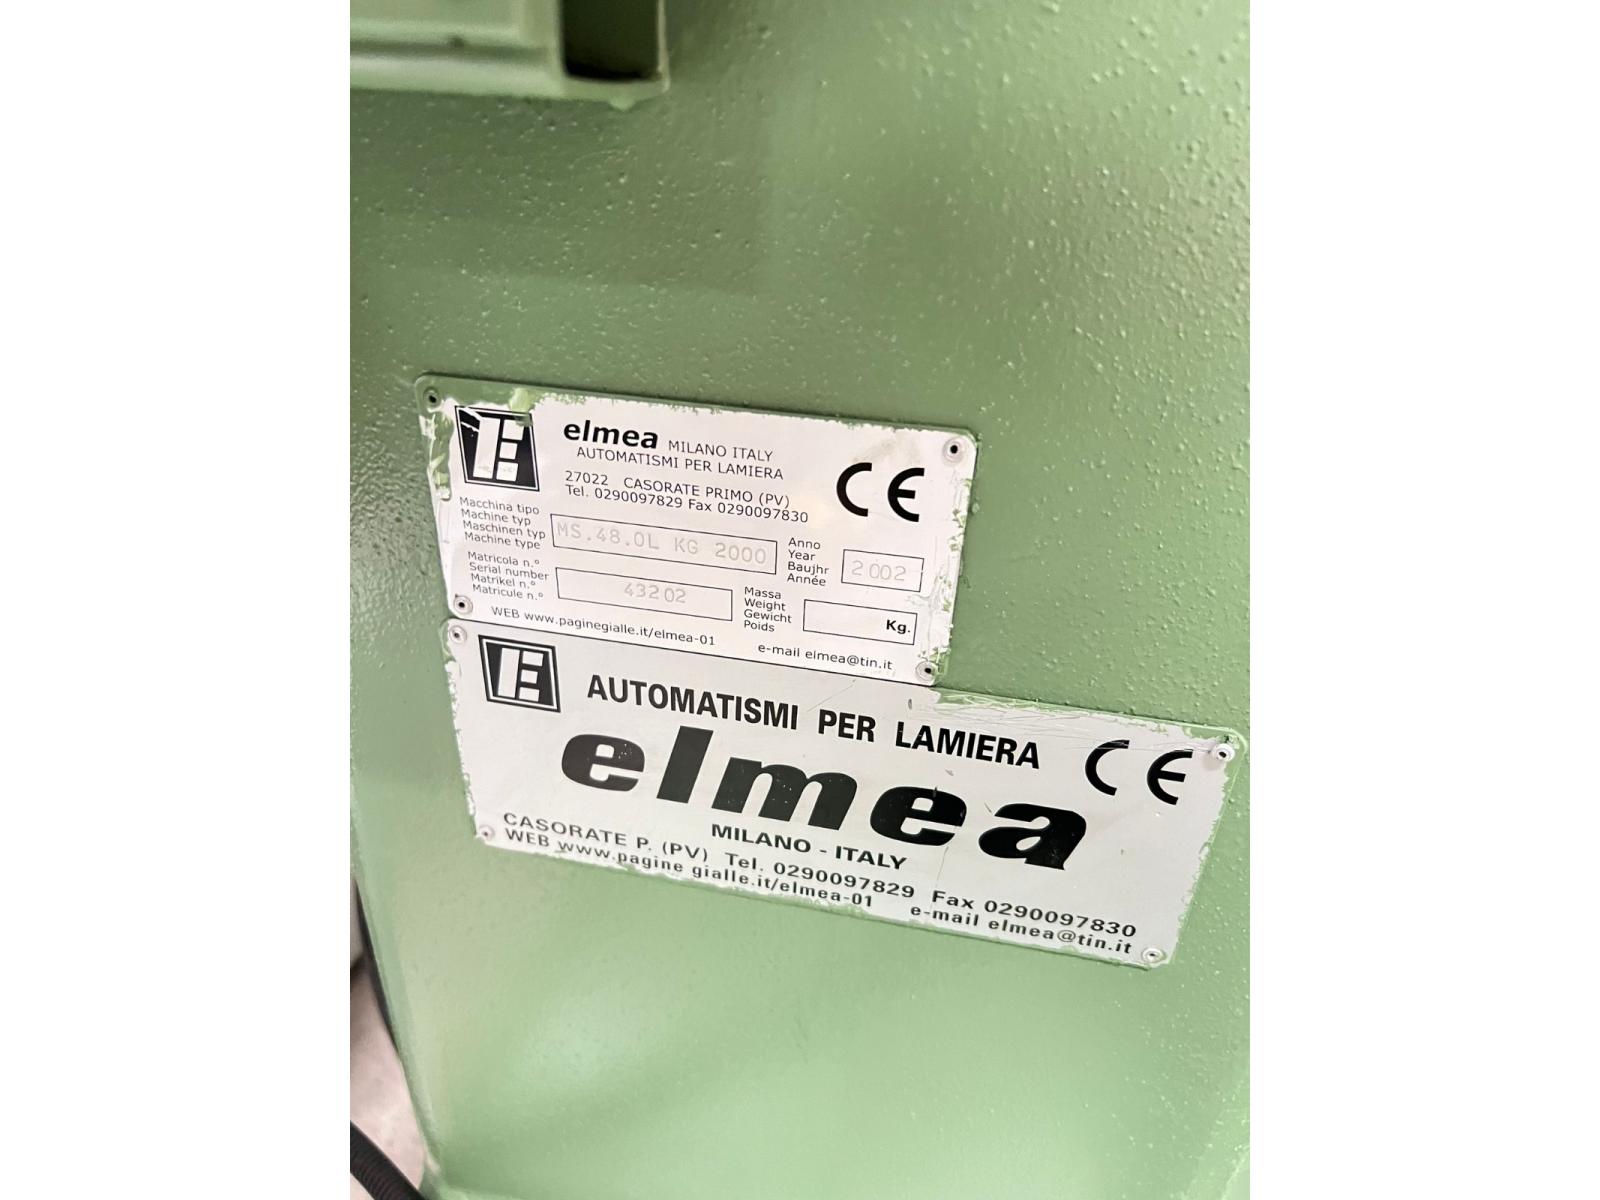 elmea MILANO ITALY
AUTOMATISMI PER LAMIERA
27022 CASORATE PRIMO (PV)
Tel. 0290097829 Fax 0290097830
CE
Macchina tipo
Machine typ
Maschinen typ
Machine type
MS.48.0L KG 2000
Anno
Year
Baujhr
Année
2002
Matricola n.°
Serial number
Matrikel n.°
Matricule n.°
43202
Massa
Weight
Gewicht
Poids
Kg.
WEB www.paginegialle.it/elmea-01
e-mail elmea@tin.it
AUTOMATISMI PER LAMIERA
CE
elmea
MILANO - ITALY
CASORATE P. (PV) Tel. 0290097829 Fax 0290097830
WEB www.pagine gialle.it/elmea-01 e-mail elmea@tin.it